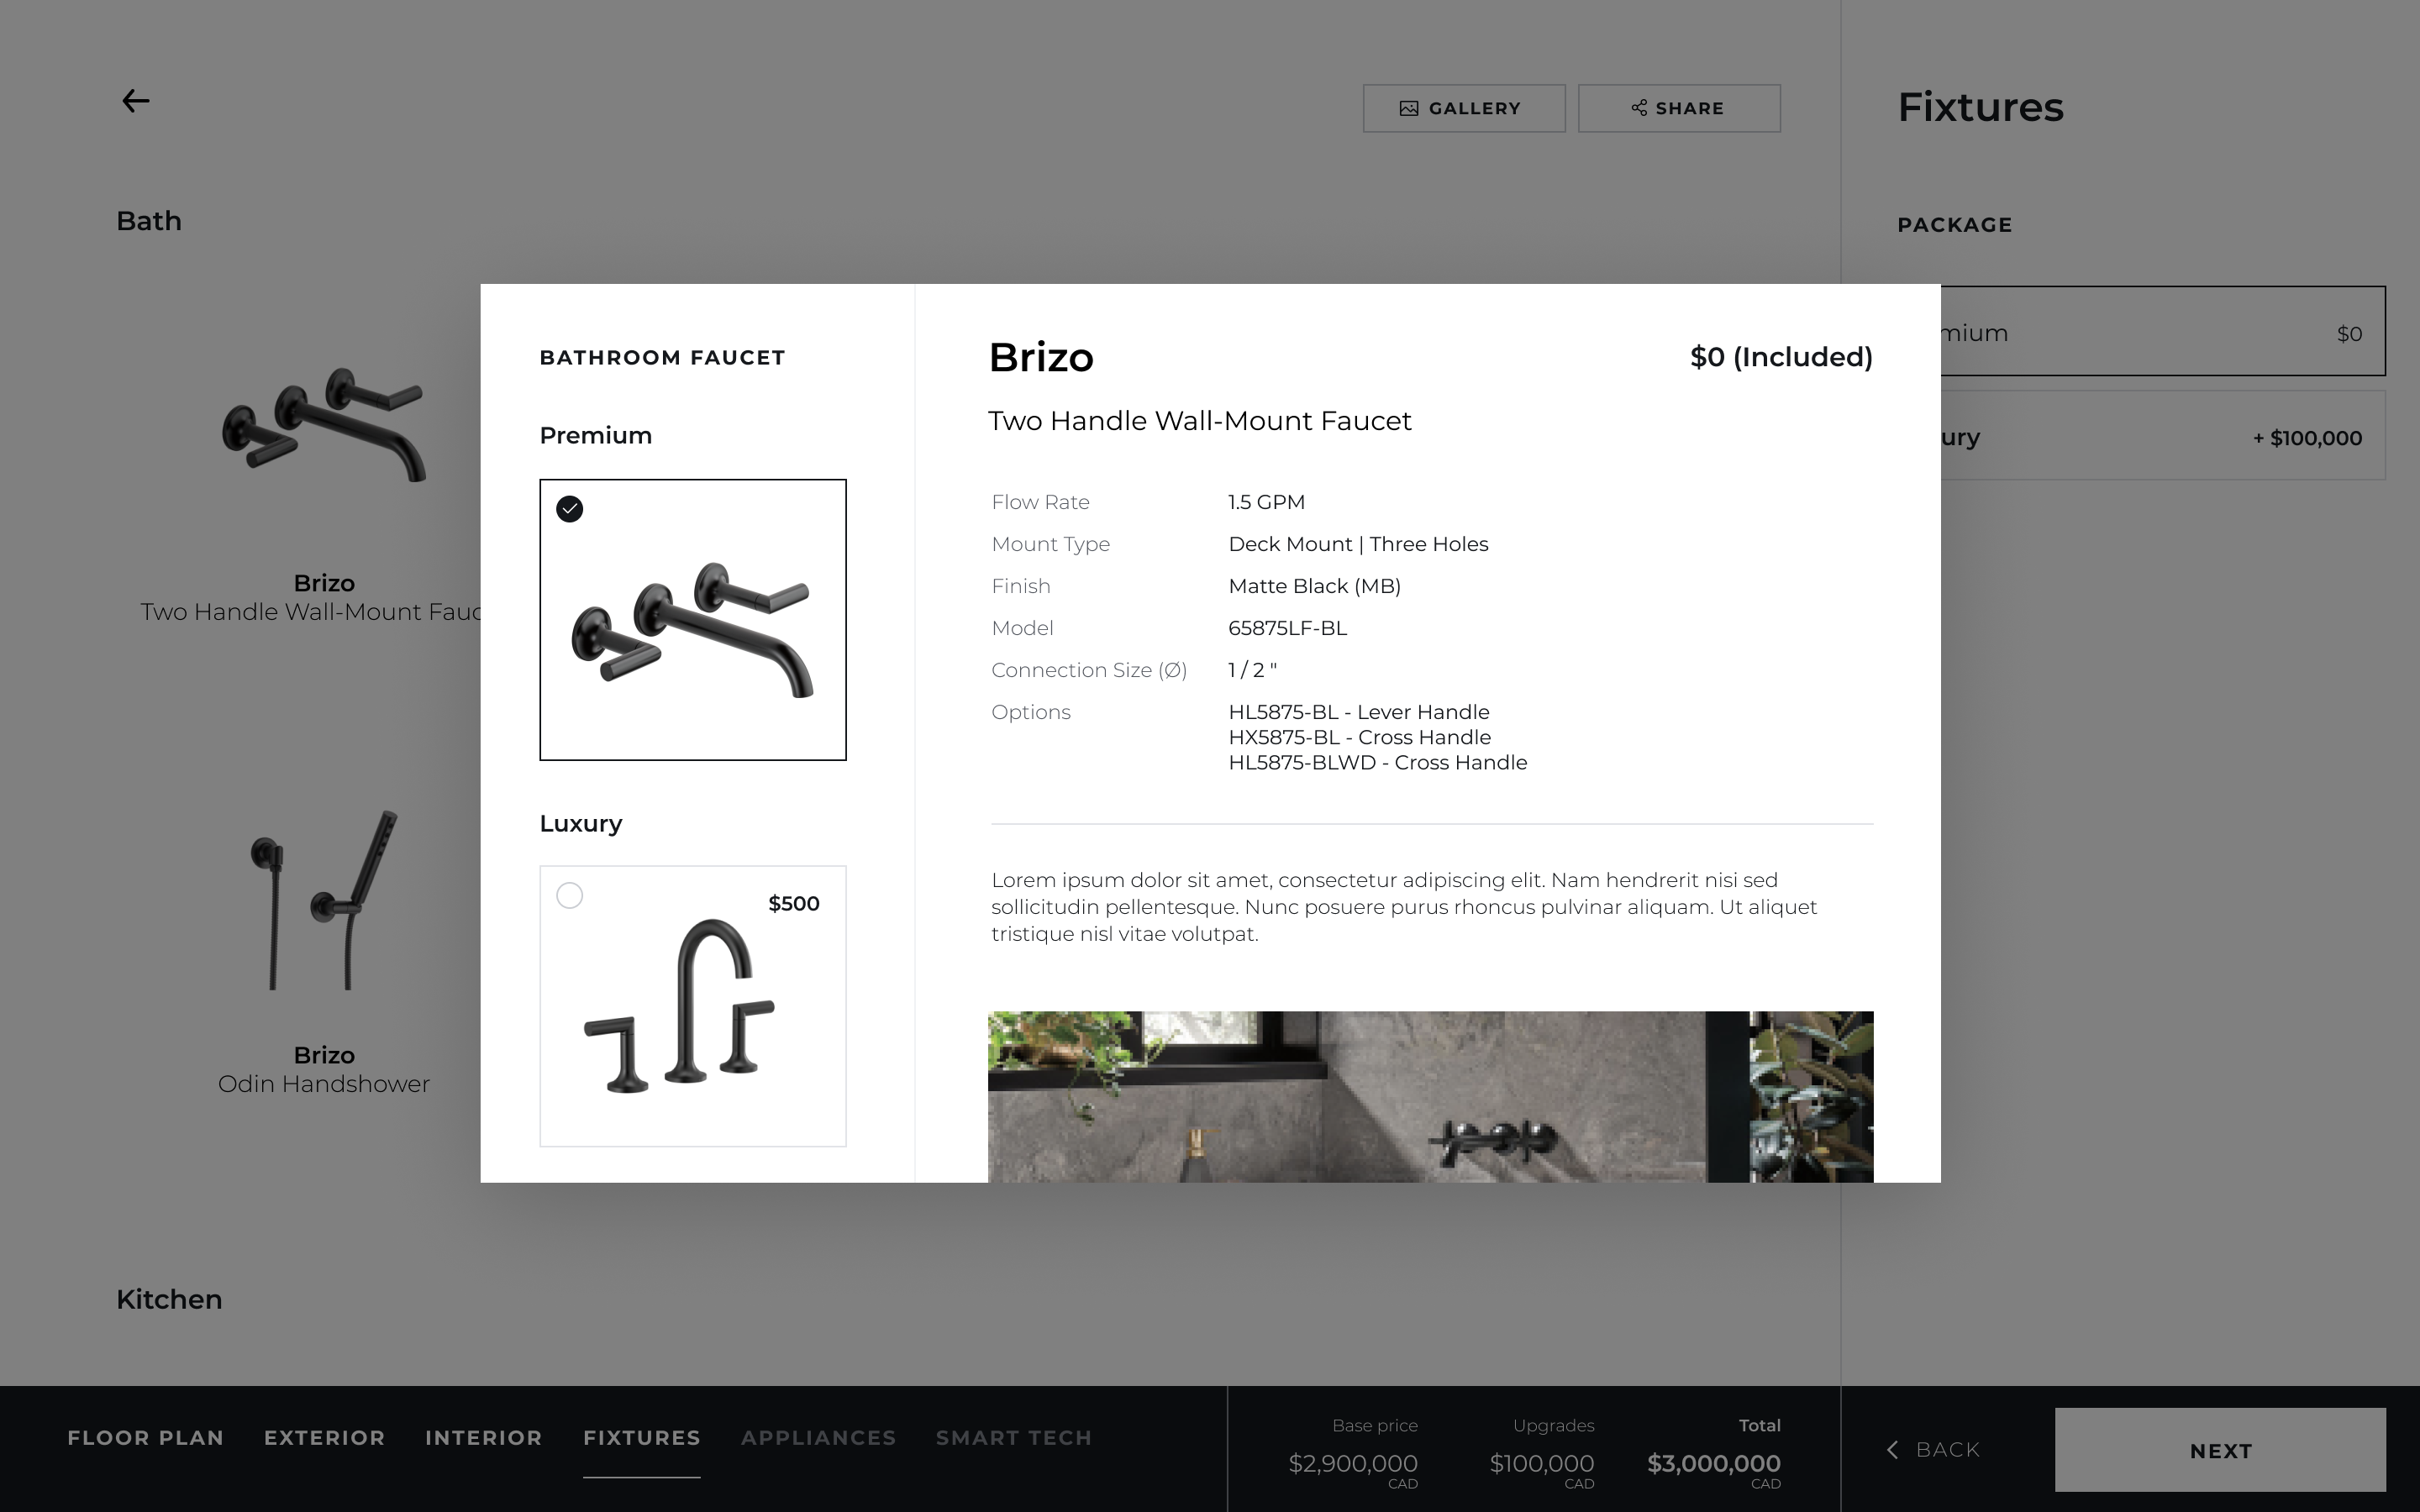 GALLERY
SHARE
Fixtures
Bath
PACKAGE
BATHROOM FAUCET
Premium
$500
Luxury
Brizo
$0 (Included)
Two Handle Wall-Mount Faucet
Flow Rate 1.5 GPM
Mount Type Deck Mount | Three Holes
Finish Matte Black (MB)
Model 65875LF-BL
Connection Size (Ø) 1 / 2 "
Options HL5875-BL - Lever Handle
HX5875-BL - Cross Handle
HL5875-BLWD - Cross Handle
Lorem ipsum dolor sit amet, consectetur adipiscing elit. Nam hendrerit nisi sed
sollicitudin pellentesque. Nunc posuere purus rhoncus pulvinar aliquam. Ut aliquet
tristique nisl vitae volutpat.
mium $0
ury + $100,000
Brizo
Two Handle Wall-Mount Fauc
Brizo
Odin Handshower
Kitchen
FLOOR PLAN EXTERIOR INTERIOR FIXTURES APPLIANCES SMART TECH
Base price Upgrades Total
$2,900,000 $100,000 $3,000,000
CAD CAD CAD
BACK
NEXT